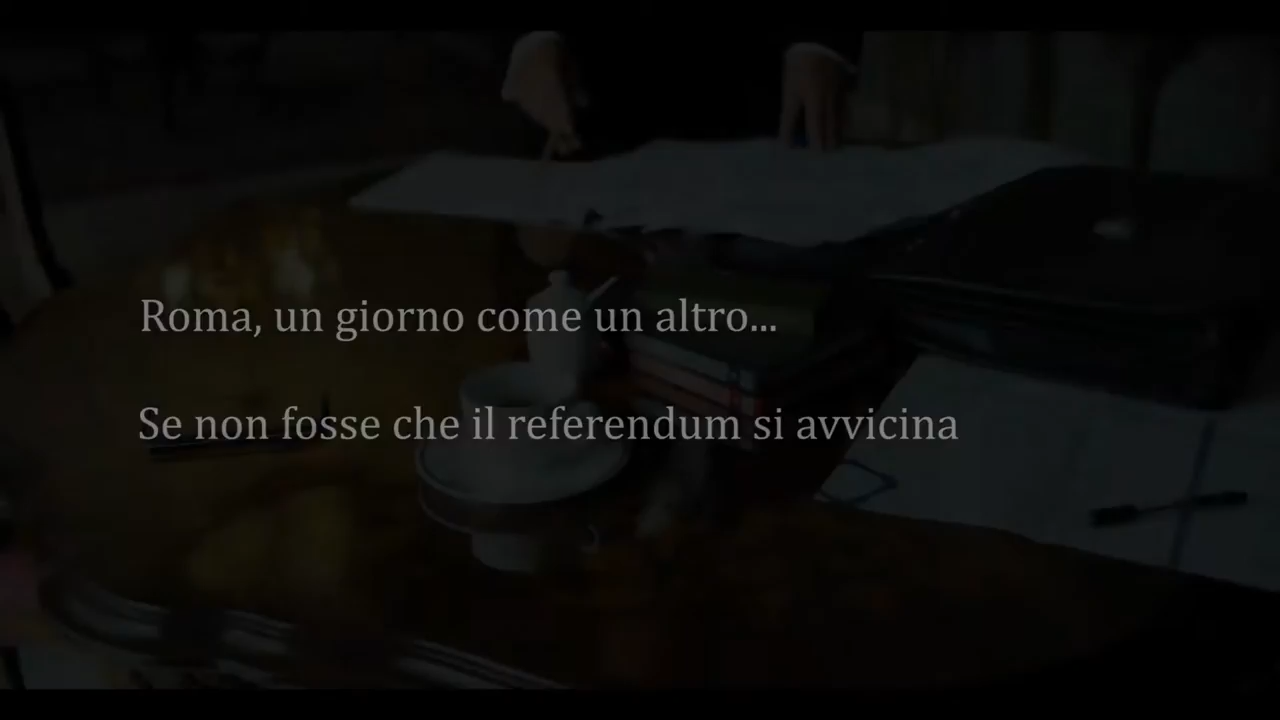 Roma, un giorno come un altro...
Se non fosse che il referendum si avvicina